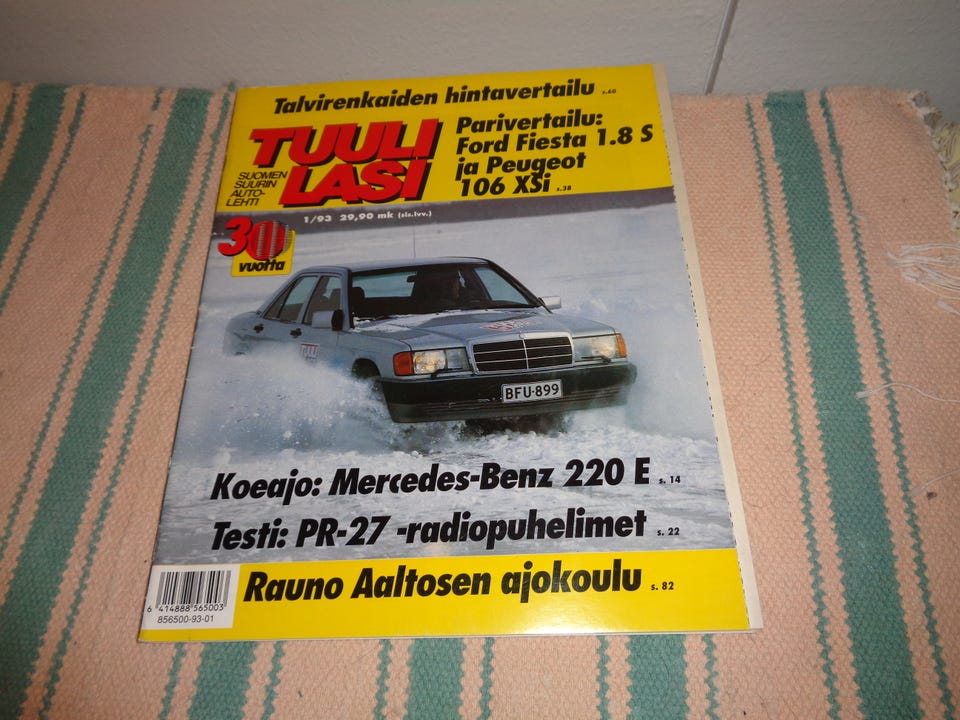 Talvirenkaiden hintavertailu s.60
TUULI
LASI
SUOMEN
SUURIN
AUTO-
LEHTI
Parivertailu:
Ford Fiesta 1.8 S
ja Peugeot
106 XSi s.38
1/93 29,90 mk (sis.lvv.)
30
vuotta
TUULI
BFU-899
Koeajo: Mercedes-Benz 220 E s. 14
Testi: PR-27 -radiopuhelimet s. 22
Rauno Aaltosen ajokoulu s. 82
6 414888 565003
856500-93-01